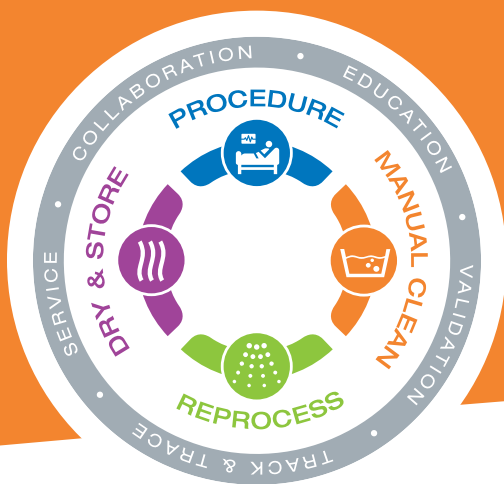 COLLABORATION • EDUCATION • VALIDATION • TRACK & TRACE • SERVICE •
PROCEDURE
MANUAL CLEAN
REPROCESS
DRY & STORE